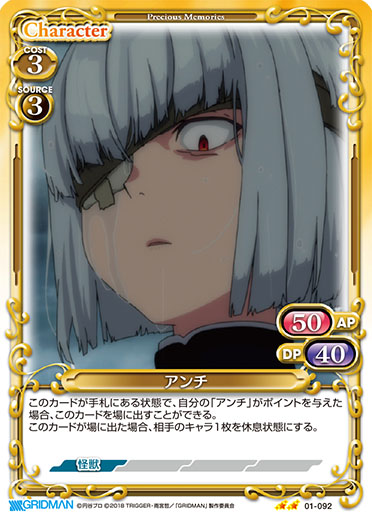 Precious Memories
Character
COST
3
SOURCE
3
50 AP
DP 40
アンチ
このカードが手札にある状態で、自分の「アンチ」がポイントを与えた
場合、このカードを場に出すことができる。
このカードが場に出た場合、相手のキャラ1枚を休息状態にする。
怪獣
GRIDMAN
©円谷プロ ©2018 TRIGGER・雨宮哲/「GRIDMAN」製作委員会
01-092